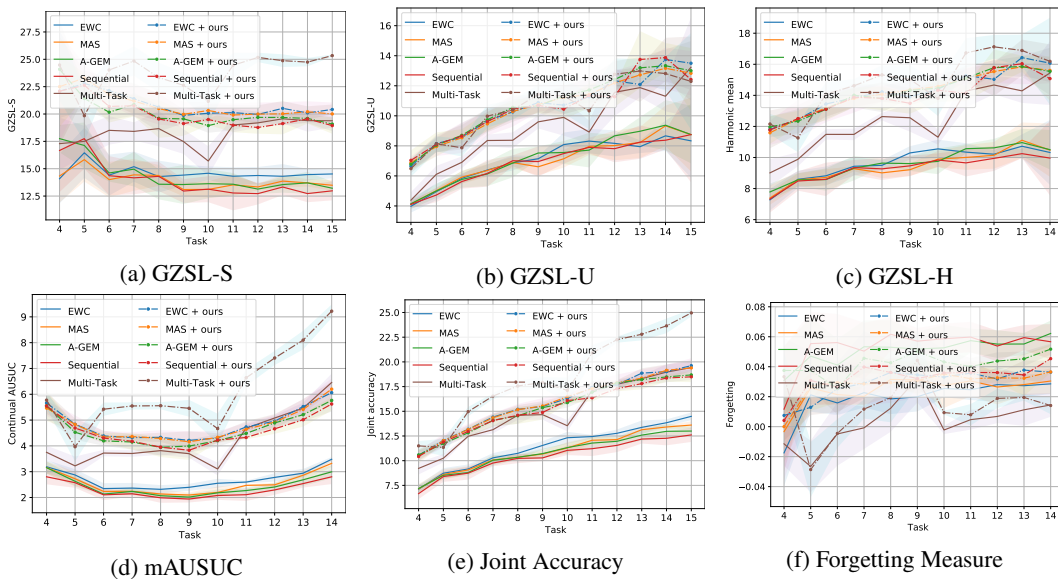 27.5
25.0
22.5
20.0
17.5
15.0
12.5
GZSL-S
EWC
MAS
A-GEM
Sequential
Multi-Task
EWC + ours
MAS + ours
A-GEM + ours
Sequential + ours
Multi-Task + ours
4 5 6 7 8 9 10 11 12 13 14 15
Task
(a) GZSL-S
18
16
14
12
10
8
6
4
GZSL-U
EWC
MAS
A-GEM
Sequential
Multi-Task
EWC + ours
MAS + ours
A-GEM + ours
Sequential + ours
Multi-Task + ours
4 5 6 7 8 9 10 11 12 13 14 15
Task
(b) GZSL-U
18
16
14
12
10
8
6
Harmonic mean
EWC
MAS
A-GEM
Sequential
Multi-Task
EWC + ours
MAS + ours
A-GEM + ours
Sequential + ours
Multi-Task + ours
4 5 6 7 8 9 10 11 12 13 14
Task
(c) GZSL-H
9
8
7
6
5
4
3
2
Continual AUSUC
EWC
MAS
A-GEM
Sequential
Multi-Task
EWC + ours
MAS + ours
A-GEM + ours
Sequential + ours
Multi-Task + ours
4 5 6 7 8 9 10 11 12 13 14
Task
(d) mAUSUC
25.0
22.5
20.0
17.5
15.0
12.5
10.0
7.5
Joint accuracy
EWC
MAS
A-GEM
Sequential
Multi-Task
EWC + ours
MAS + ours
A-GEM + ours
Sequential + ours
Multi-Task + ours
4 5 6 7 8 9 10 11 12 13 14 15
Task
(e) Joint Accuracy
0.08
0.06
0.04
0.02
0.00
−0.02
−0.04
Forgetting
EWC
MAS
A-GEM
Sequential
Multi-Task
EWC + ours
MAS + ours
A-GEM + ours
Sequential + ours
Multi-Task + ours
4 5 6 7 8 9 10 11 12 13 14
Task
(f) Forgetting Measure